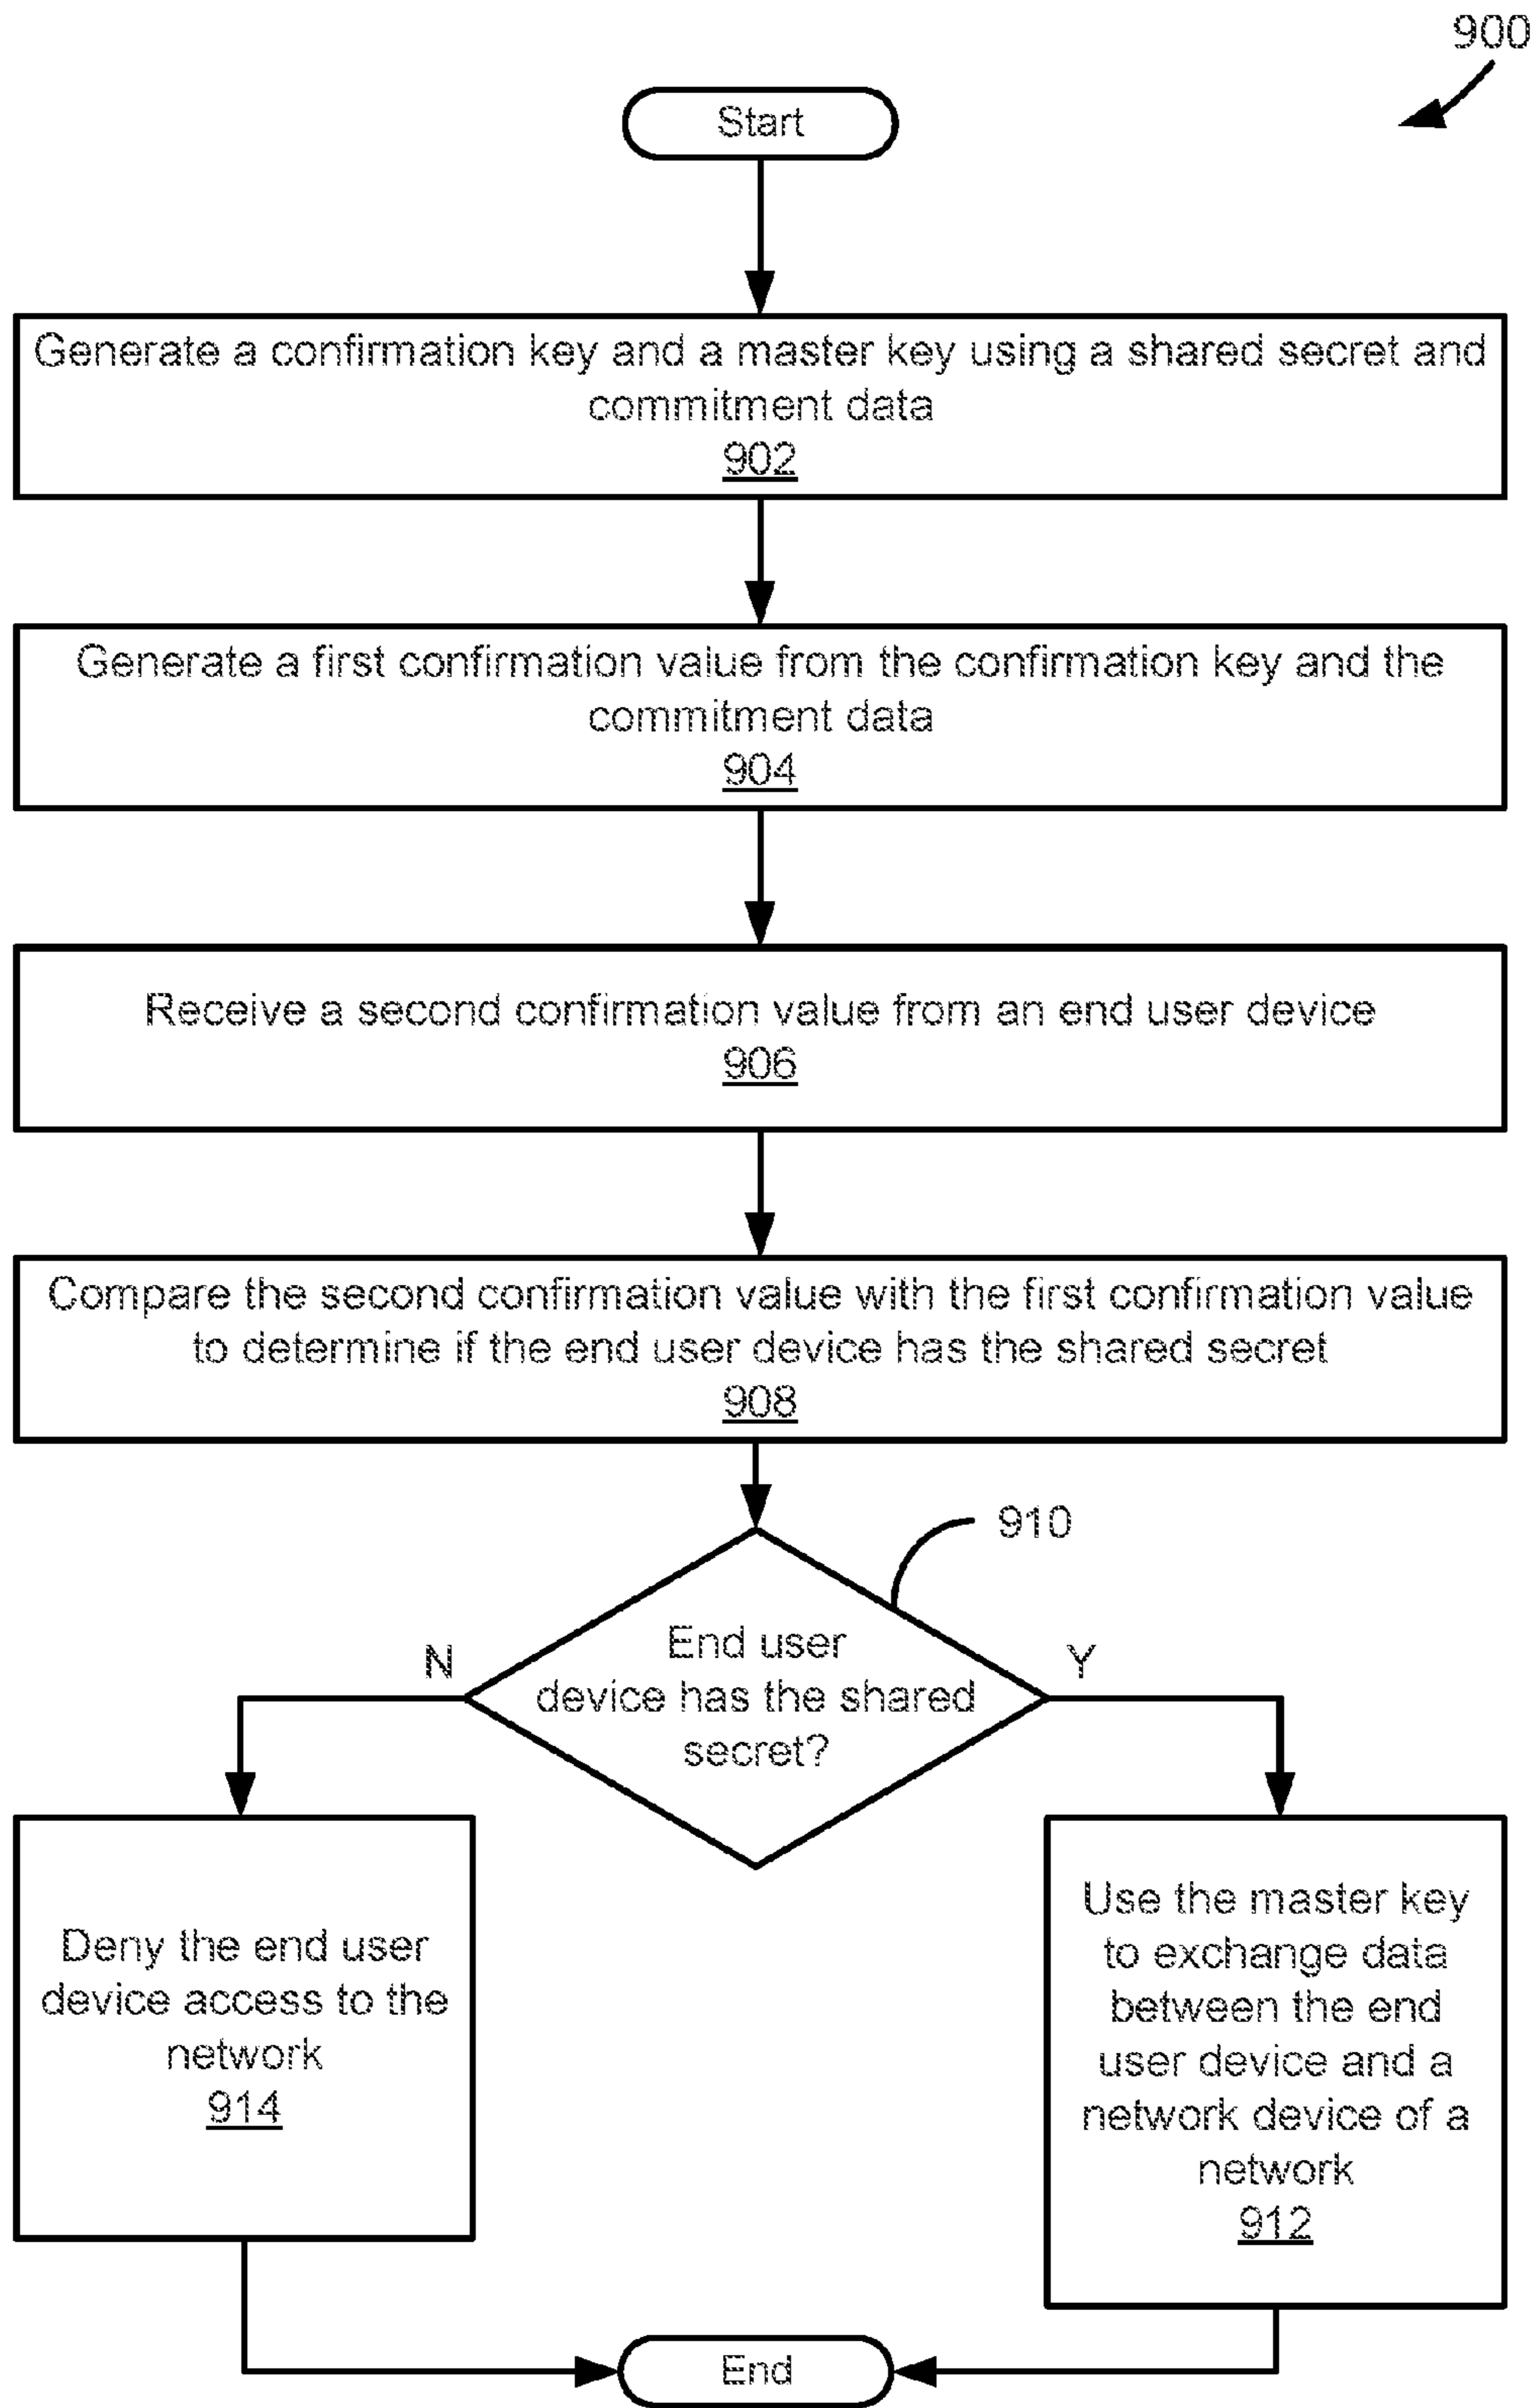 900
Start
Generate a confirmation key and a master key using a shared secret and
commitment data
902
Generate a first confirmation value from the confirmation key and the
commitment data
904
Receive a second confirmation value from an end user device
906
Compare the second confirmation value with the first confirmation value
to determine if the end user device has the shared secret
908
910
End user
device has the shared
secret?
N
Y
Deny the end user
device access to the
network
914
Use the master key
to exchange data
between the end
user device and a
network device of a
network
912
End